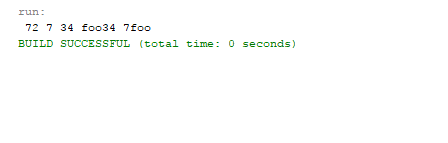 run:
72 7 34 foo34 7foo
BUILD SUCCESSFUL (total time: 0 seconds)